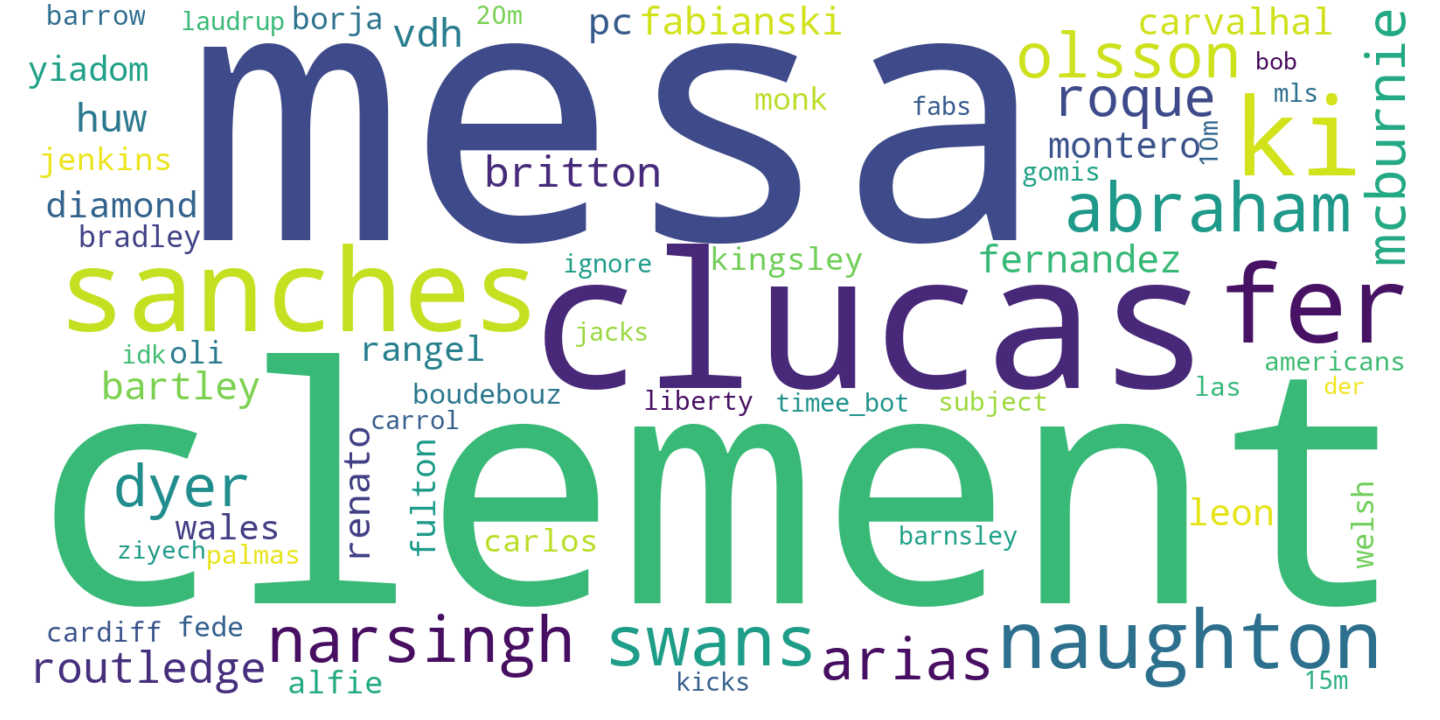 barrow
laudrup
borja
vdh
20m
pc
fabianski
carvalhal
mcburnie
yiadom
mesa
olsson
bob
huw
monk
fabs
roque
mls
ki
jenkins
britton
montero
10m
gomis
diamond
abraham
bradley
sanches
ignore
kingsley
fernandez
fer
clucas
jacks
idk
oli
rangel
americans
bartley
boudebouz
liberty
timee_bot
subject
las
der
carrol
clement
renato
fulton
dyer
wales
carlos
barnsley
leon
welsh
ziyech
palmas
cardiff
fede
narsingh
swans
arias
naughton
routledge
alfie
kicks
15m